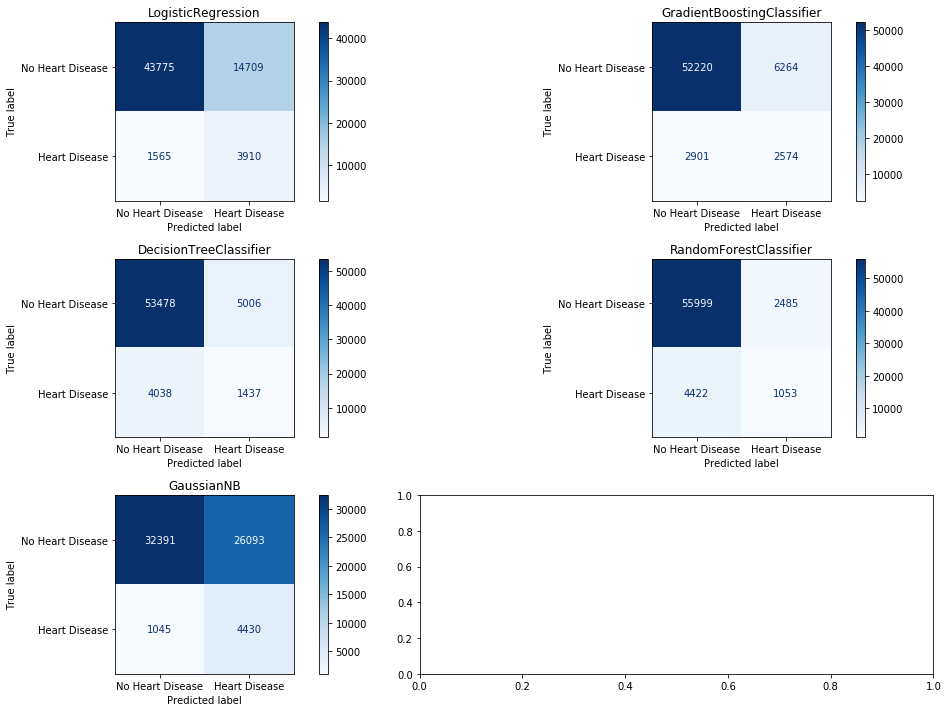 LogisticRegression
No Heart Disease
Heart Disease
True label
43775
14709
1565
3910
No Heart Disease
Heart Disease
Predicted label
40000
30000
20000
10000
GradientBoostingClassifier
No Heart Disease
Heart Disease
True label
52220
6264
2901
2574
No Heart Disease
Heart Disease
Predicted label
50000
40000
30000
20000
10000
DecisionTreeClassifier
No Heart Disease
Heart Disease
True label
53478
5006
4038
1437
No Heart Disease
Heart Disease
Predicted label
50000
40000
30000
20000
10000
RandomForestClassifier
No Heart Disease
Heart Disease
True label
55999
2485
4422
1053
No Heart Disease
Heart Disease
Predicted label
50000
40000
30000
20000
10000
GaussianNB
No Heart Disease
Heart Disease
True label
32391
26093
1045
4430
No Heart Disease
Heart Disease
Predicted label
30000
25000
20000
15000
10000
5000
1.0
0.8
0.6
0.4
0.2
0.0
0.0
0.2
0.4
0.6
0.8
1.0